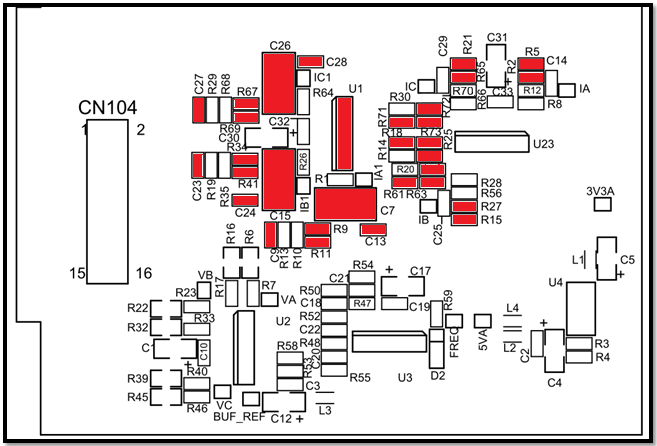 C26
C28
IC1
R64
U1
C27
R29
R68
R67
R69
C30
C32
R34
R26
C23
R19
R35
R41
C24
C15
IB1
R1
IA1
C7
C9
R13
R10
R9
R11
C13
R30
R71
R72
R18
R73
R14
R25
R20
R61
R63
IC
C29
R21
R65
C31
R70
R66
C33
R2
R5
C14
R12
R8
IA
U23
R28
R56
R27
R15
IB
C25
CN104
1
2
15
16
3V3A
L1
C5
U4
R16
R6
VB
R17
R7
VA
R23
R22
R33
R32
C1
C10
U2
R39
R40
R45
R46
VC
BUF_REF
C12
R58
R53
C3
L3
R54
C21
R50
C18
R47
R52
C22
R48
C20
R55
C17
C19
R59
FREQ
5VA
U3
D2
L4
L2
C2
C4
R3
R4